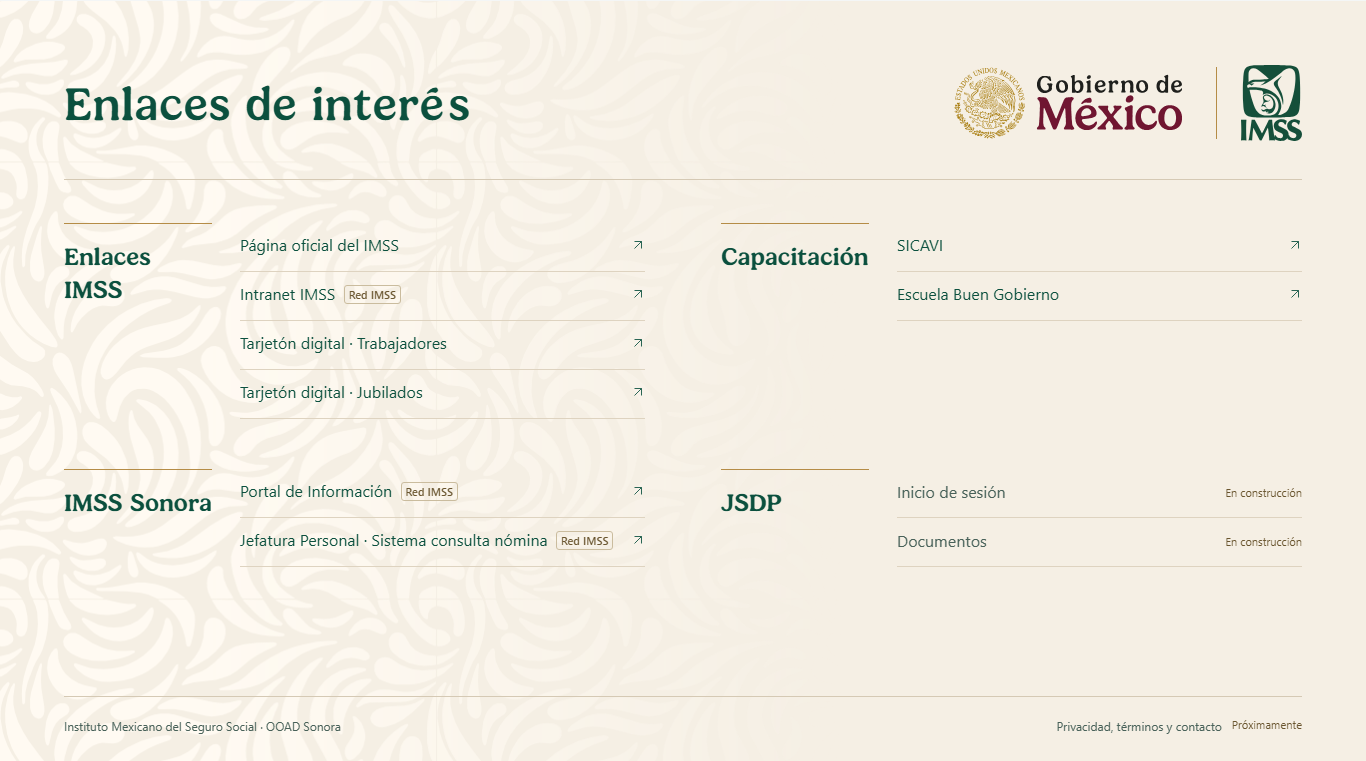 Enlaces de interés
ESTADOS UNIDOS MEXICANOS
Gobierno de
México
IMSS
Enlaces
IMSS
Página oficial del IMSS
Intranet IMSS Red IMSS
Tarjetón digital · Trabajadores
Tarjetón digital · Jubilados
Capacitación
SICAVI
Escuela Buen Gobierno
IMSS Sonora
Portal de Información Red IMSS
Jefatura Personal · Sistema consulta nómina Red IMSS
JSDP
Inicio de sesión En construcción
Documentos En construcción
Instituto Mexicano del Seguro Social · OOAD Sonora
Privacidad, términos y contacto Próximamente